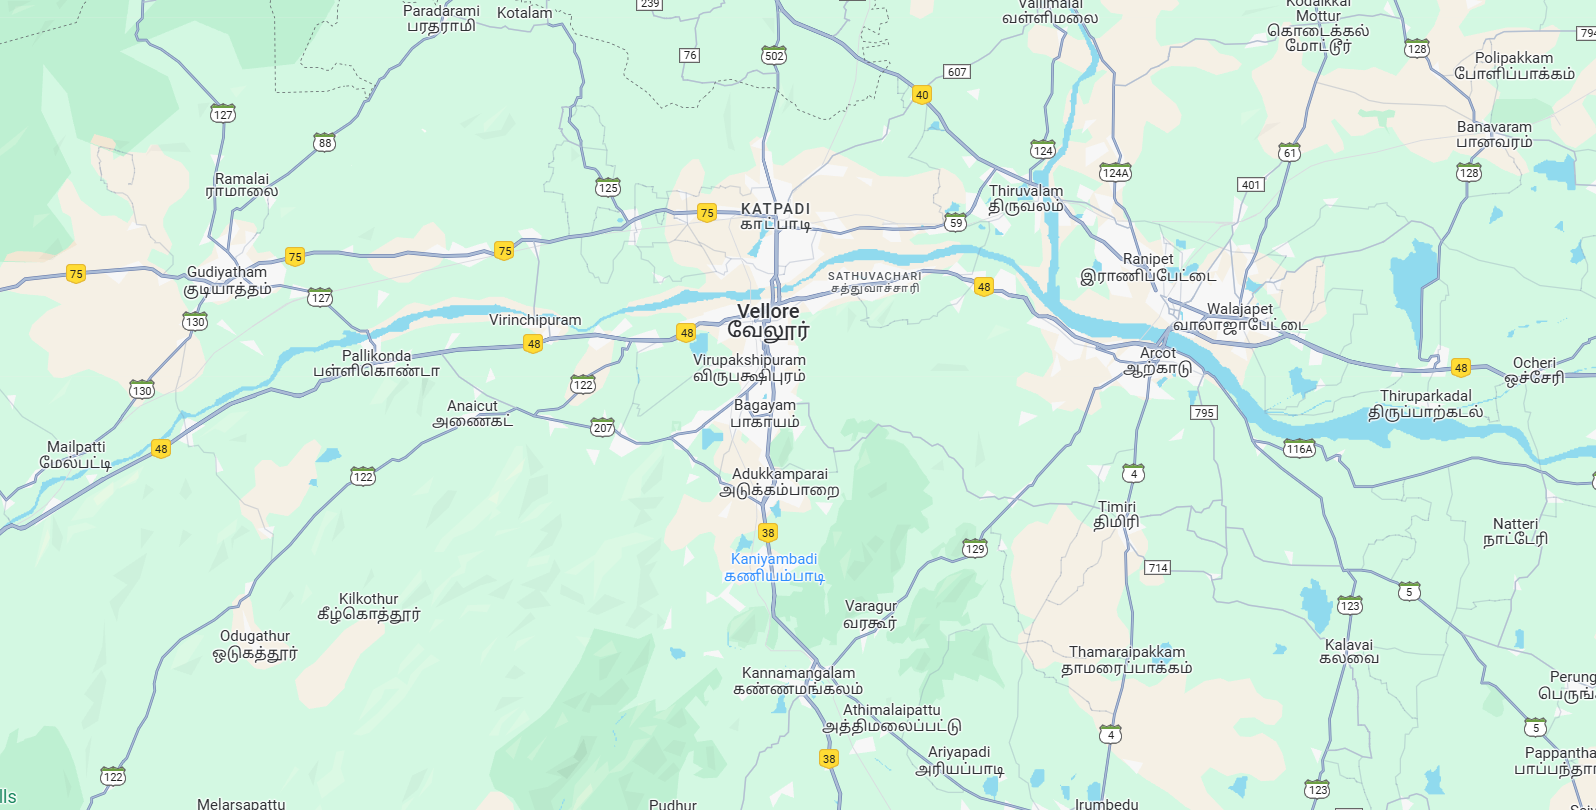 Paradarami
பரதராமி
Kotalam
239
Vallimalai
வள்ளிமலை
Kodaikkal
Mottur
கொடைக்கல்
மோட்டூர்
128
794
Polipakkam
போளிப்பாக்கம்
76
502
607
40
127
88
124
61
Banavaram
பானவரம்
128
124A
401
Ramalai
ராமாலை
125
75
KATPADI
காட்பாடி
59
Thiruvalam
திருவலம்
75
75
75
Gudiyatham
குடியாத்தம்
127
130
SATHUVACHARI
சத்துவாச்சாரி
48
Ranipet
இராணிப்பேட்டை
Walajapet
வாலாஜாபேட்டை
Virinchipuram
48
48
Vellore
வேலூர்
Pallikonda
பள்ளிகொண்டா
Virupakshipuram
விருபக்ஷிபுரம்
Arcot
ஆற்காடு
48
Ocheri
ஒச்சேரி
130
122
Anaicut
அணைகட்
207
Bagayam
பாகாயம்
795
Thiruparkadal
திருப்பாற்கடல்
116A
Mailpatti
மேல்பட்டி
48
122
Adukkamparai
அடுக்கம்பாறை
4
Timiri
திமிரி
38
129
Natteri
நாட்டேரி
Kaniyambadi
கணியம்பாடி
714
5
Kilkothur
கீழ்கொத்தூர்
Varagur
வரகூர்
123
Odugathur
ஒடுகத்தூர்
Thamaraipakkam
தாமரைப்பாக்கம்
Kalavai
கலவை
Kannamangalam
கண்ணமங்கலம்
Athimalaipattu
அத்திமலைப்பட்டு
4
5
38
Ariyapadi
அரியப்பாடி
122
123
Melarsapattu
Pudhur
Irumbedu